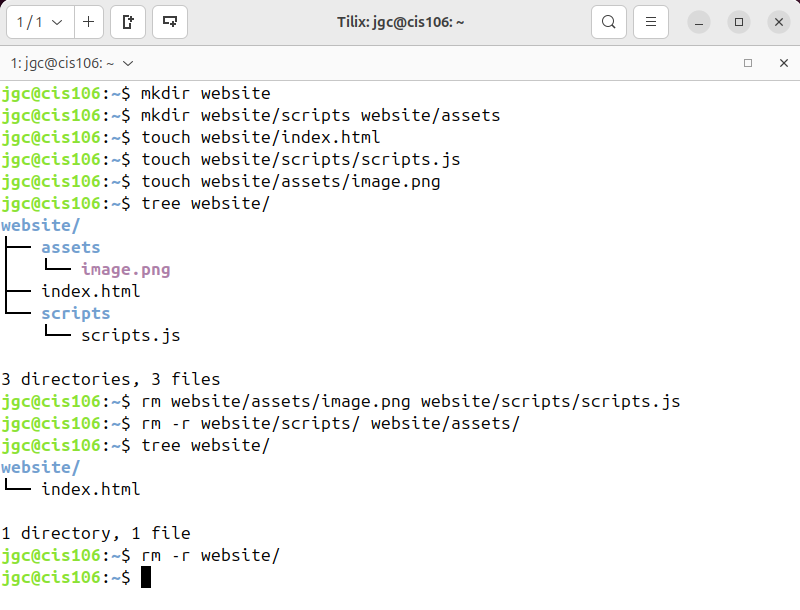 1 / 1
Tilix: jgc@cis106: ~
1: jgc@cis106: ~
jgc@cis106:~$ mkdir website
jgc@cis106:~$ mkdir website/scripts website/assets
jgc@cis106:~$ touch website/index.html
jgc@cis106:~$ touch website/scripts/scripts.js
jgc@cis106:~$ touch website/assets/image.png
jgc@cis106:~$ tree website/
website/
├── assets
│   └── image.png
├── index.html
└── scripts
    └── scripts.js
3 directories, 3 files
jgc@cis106:~$ rm website/assets/image.png website/scripts/scripts.js
jgc@cis106:~$ rm -r website/scripts/ website/assets/
jgc@cis106:~$ tree website/
website/
└── index.html
1 directory, 1 file
jgc@cis106:~$ rm -r website/
jgc@cis106:~$